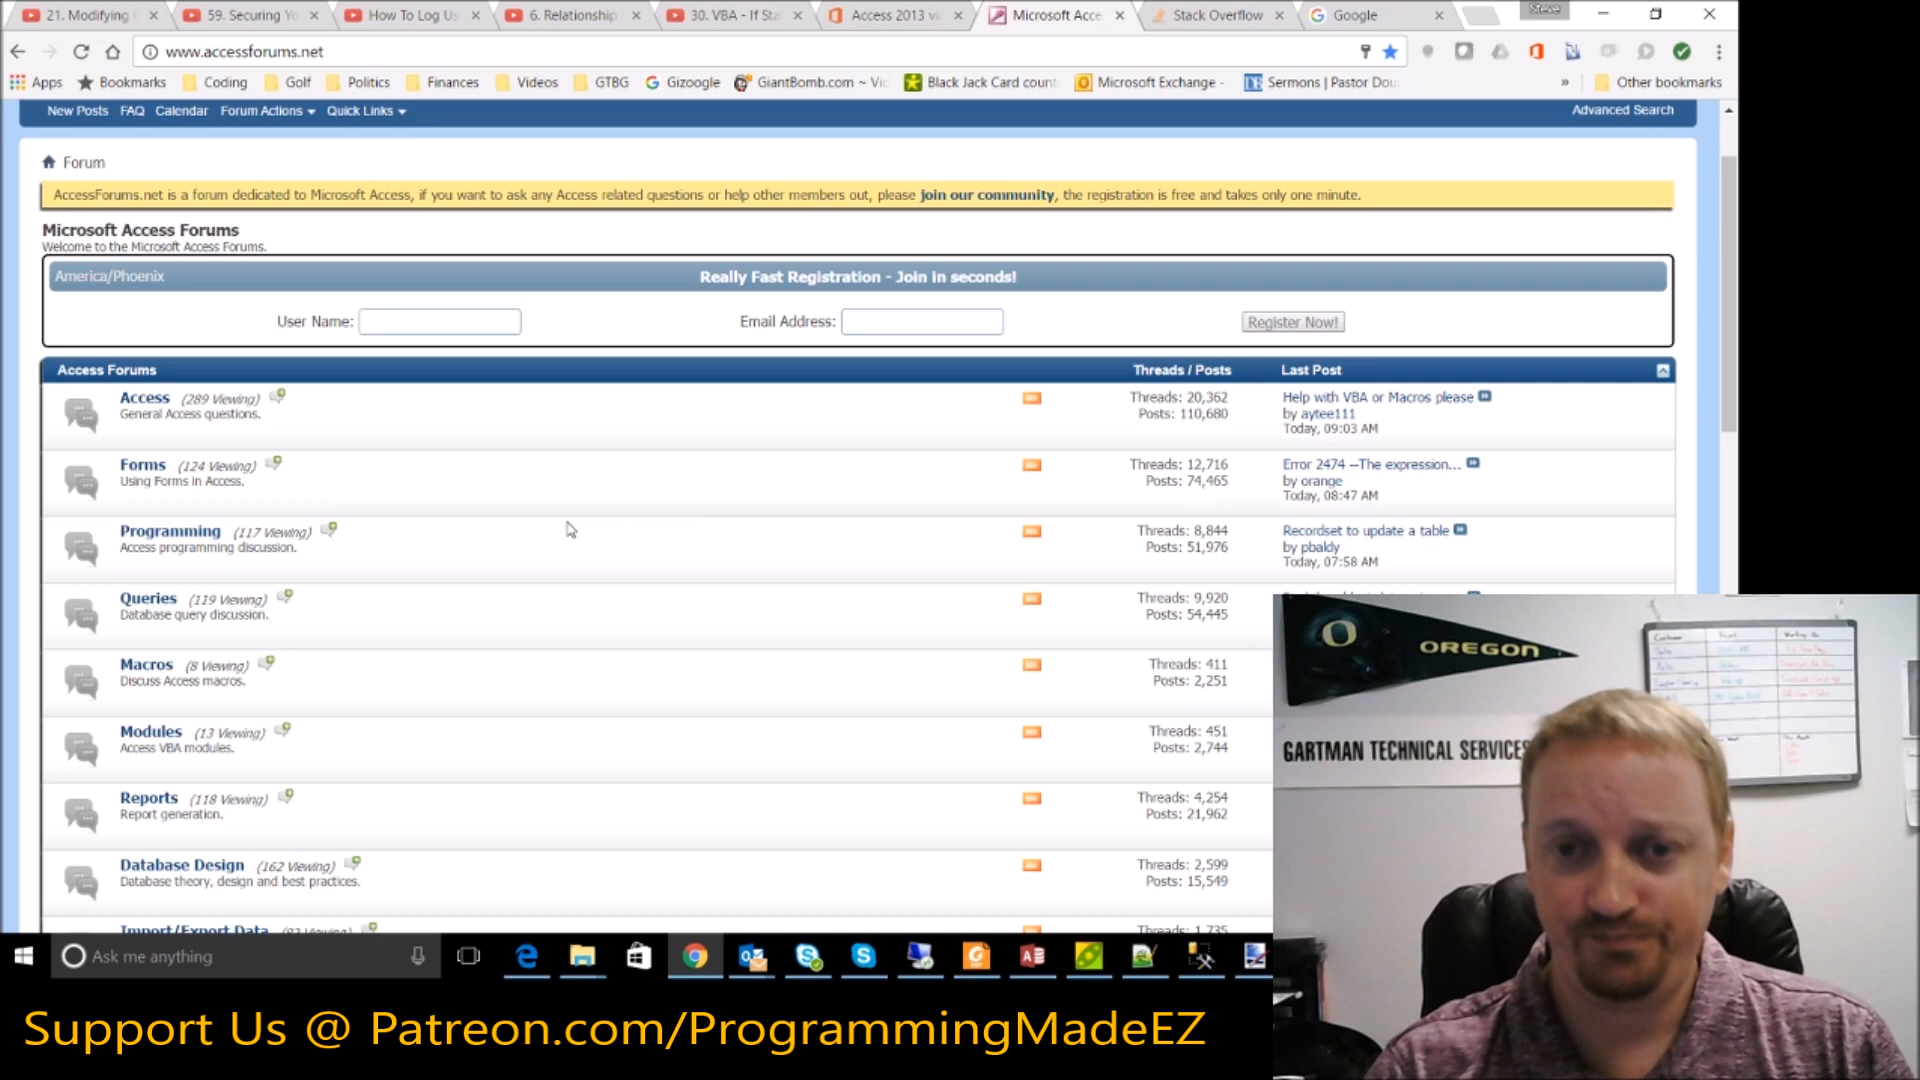 21. Modifying
59. Securing Yo
How To Log Us
6. Relationship
30. VBA - If Sta
Access 2013 vi
Microsoft Acce
Stack Overflow
Google
Steve
www.accessforums.net
Apps
Bookmarks
Coding
Golf
Politics
Finances
Videos
GTBG
Gizoogle
GiantBomb.com ~ Vi
Black Jack Card count
Microsoft Exchange -
Sermons | Pastor Dou
»
Other bookmarks
New Posts FAQ Calendar Forum Actions Quick Links
Advanced Search
Forum
AccessForums.net is a forum dedicated to Microsoft Access, if you want to ask any Access related questions or help other members out, please join our community, the registration is free and takes only one minute.
Microsoft Access Forums
Welcome to the Microsoft Access Forums.
America/Phoenix
Really Fast Registration - Join in seconds!
User Name:
Email Address:
Register Now!
Access Forums
Threads / Posts
Last Post
Access (289 Viewing)
General Access questions.
Threads: 20,362
Posts: 110,680
Help with VBA or Macros please
by aytee111
Today, 09:03 AM
Forms (124 Viewing)
Using Forms in Access.
Threads: 12,716
Posts: 74,465
Error 2474 --The expression...
by orange
Today, 08:47 AM
Programming (117 Viewing)
Access programming discussion.
Threads: 8,844
Posts: 51,976
Recordset to update a table
by pbaldy
Today, 07:58 AM
Queries (119 Viewing)
Database query discussion.
Threads: 9,920
Posts: 54,445
Macros (8 Viewing)
Discuss Access macros.
Threads: 411
Posts: 2,251
Modules (13 Viewing)
Access VBA modules.
Threads: 451
Posts: 2,744
Reports (118 Viewing)
Report generation.
Threads: 4,254
Posts: 21,962
Database Design (162 Viewing)
Database theory, design and best practices.
Threads: 2,599
Posts: 15,549
Import/Export Data
Threads: 1,735
O OREGON
Customer
GARTMAN TECHNICAL SERVICES
Ask me anything
Support Us @ Patreon.com/ProgrammingMadeEZ